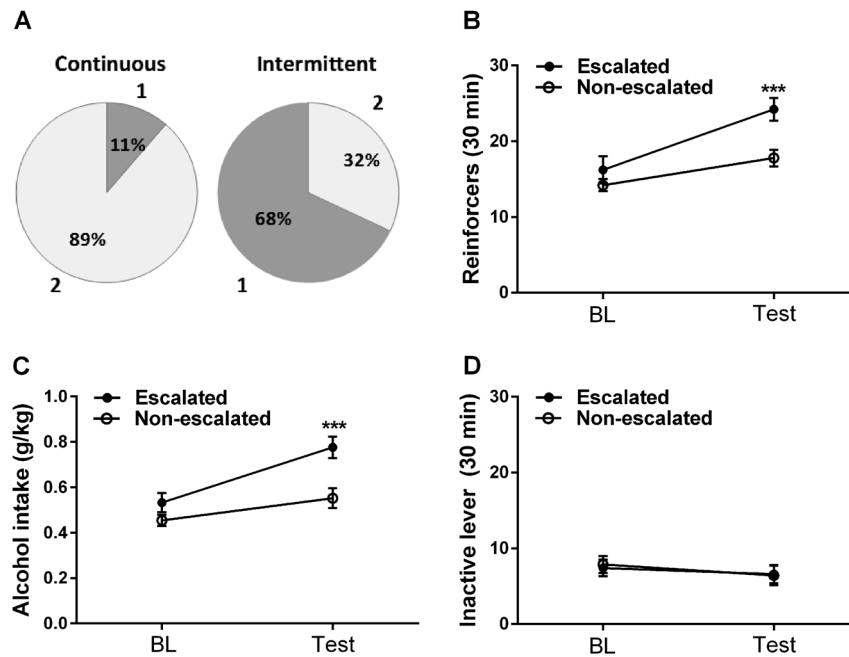 A
Continuous
1
11%
89%
2
Intermittent
2
32%
68%
1
B
Escalated
Non-escalated
***
Reinforcers (30 min)
30
20
10
0
BL
Test
C
Escalated
Non-escalated
***
Alcohol intake (g/kg)
1.0
0.8
0.6
0.4
0.2
0.0
BL
Test
D
Escalated
Non-escalated
Inactive lever (30 min)
30
20
10
0
BL
Test